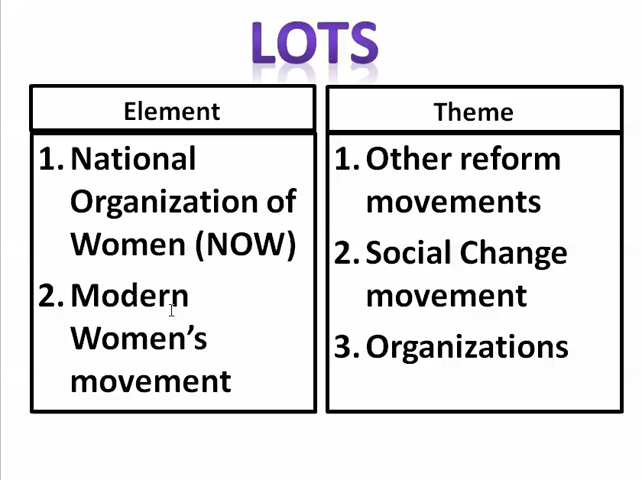 LOTS
Element
1. National
Organization of
Women (NOW)
2. Modern
Women's
movement
Theme
1. Other reform
movements
2. Social Change
movement
3. Organizations